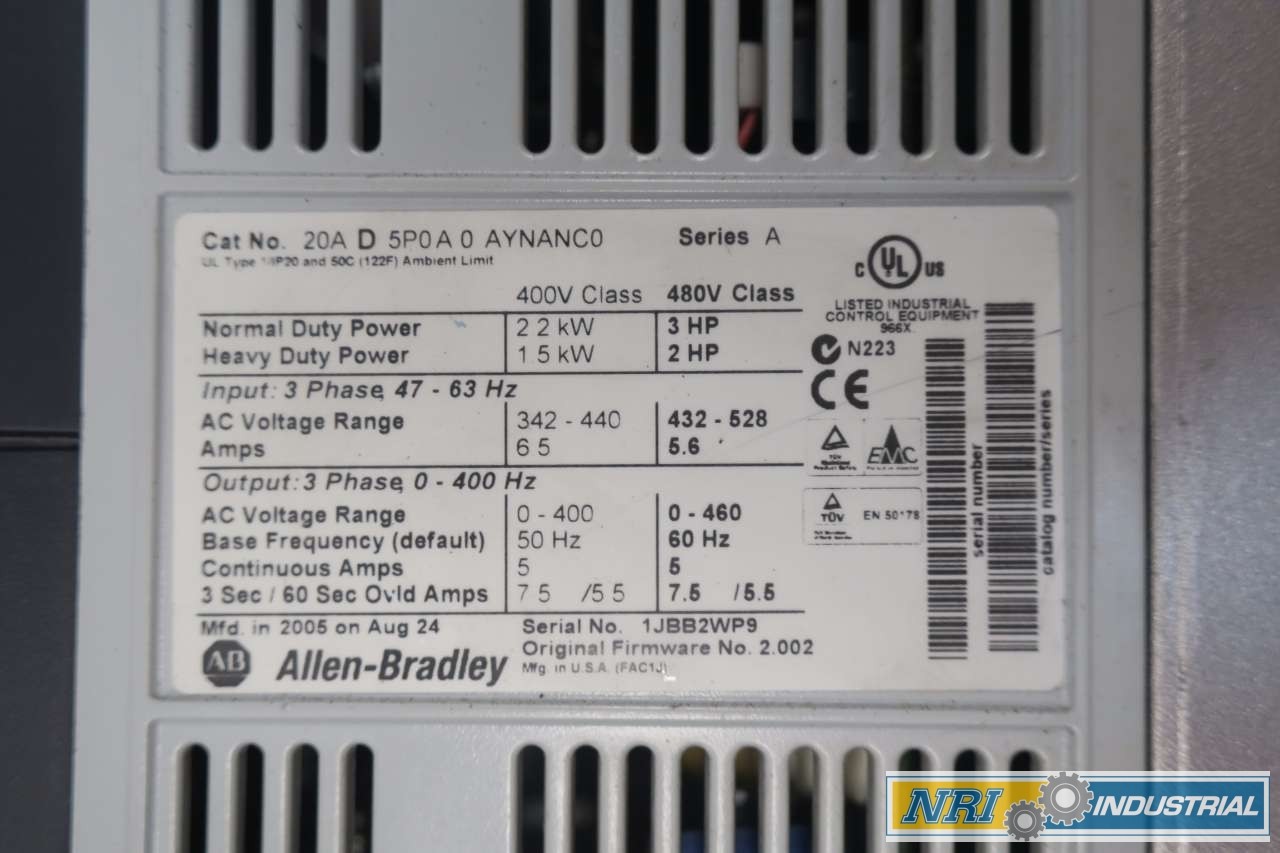 Cat No. 20A D 5P0A 0 AYNANC0 Series A
UL Type 1/IP20 and 50C (122F) Ambient Limit
400V Class 480V Class
Normal Duty Power 2 2 kW 3 HP
Heavy Duty Power 1 5 kW 2 HP
Input: 3 Phase, 47 - 63 Hz
AC Voltage Range 342 - 440 432 - 528
Amps 6 5 5.6
Output: 3 Phase, 0 - 400 Hz
AC Voltage Range 0 - 400 0 - 460
Base Frequency (default) 50 Hz 60 Hz
Continuous Amps 5 5
3 Sec / 60 Sec Ovld Amps 7 5 /5 5 7.5 /5.5
Mfd. in 2005 on Aug 24
Serial No. 1JBB2WP9
Original Firmware No. 2.002
Mfg. in U.S.A. (FAC1J)
AB Allen-Bradley
C UL US
LISTED INDUSTRIAL
CONTROL EQUIPMENT
966X
N223
CE
TÜV
EMC
TÜV
EN 50178
serial number
catalog number/series
NRI INDUSTRIAL